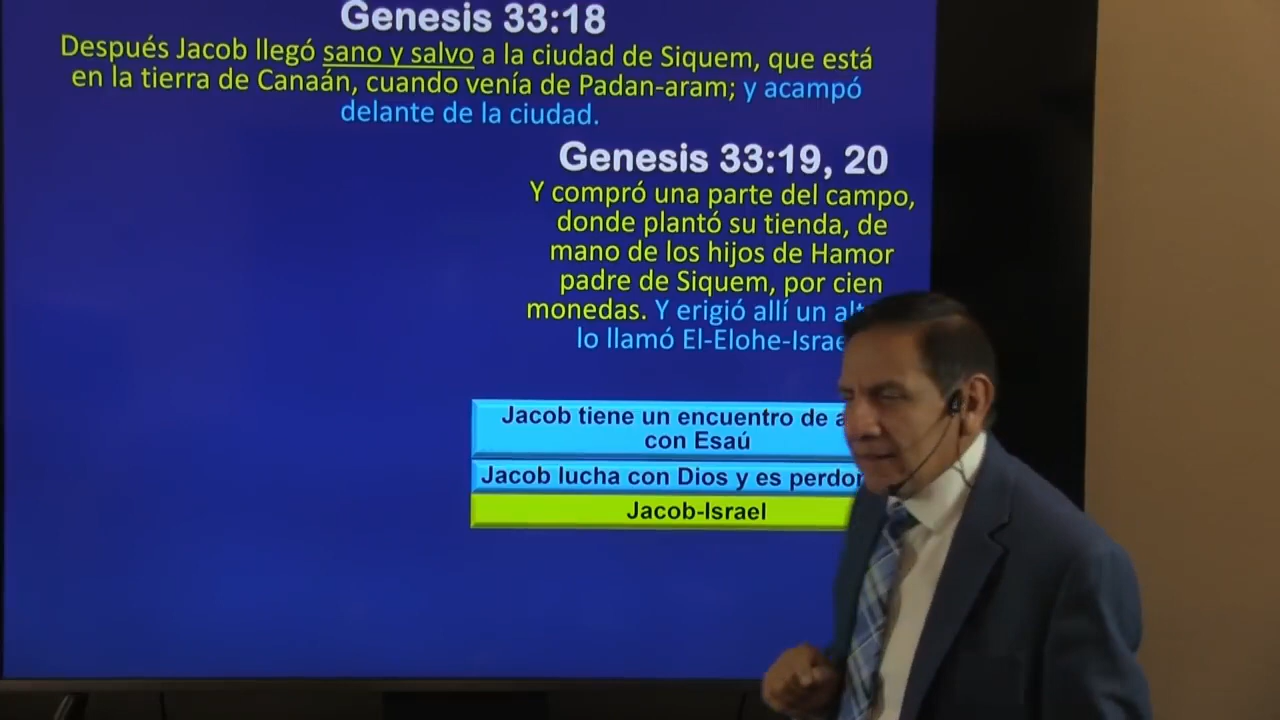 Genesis 33:18
Después Jacob llegó sano y salvo a la ciudad de Siquem, que está
en la tierra de Canaán, cuando venía de Padan-aram; y acampó
delante de la ciudad.
Genesis 33:19, 20
Y compró una parte del campo,
donde plantó su tienda, de
mano de los hijos de Hamor
padre de Siquem, por cien
monedas. Y erigió allí un
lo llamó
Jacob tiene un encuentro de
con Esaú
Jacob lucha con Dios y es
Jacob-Israel